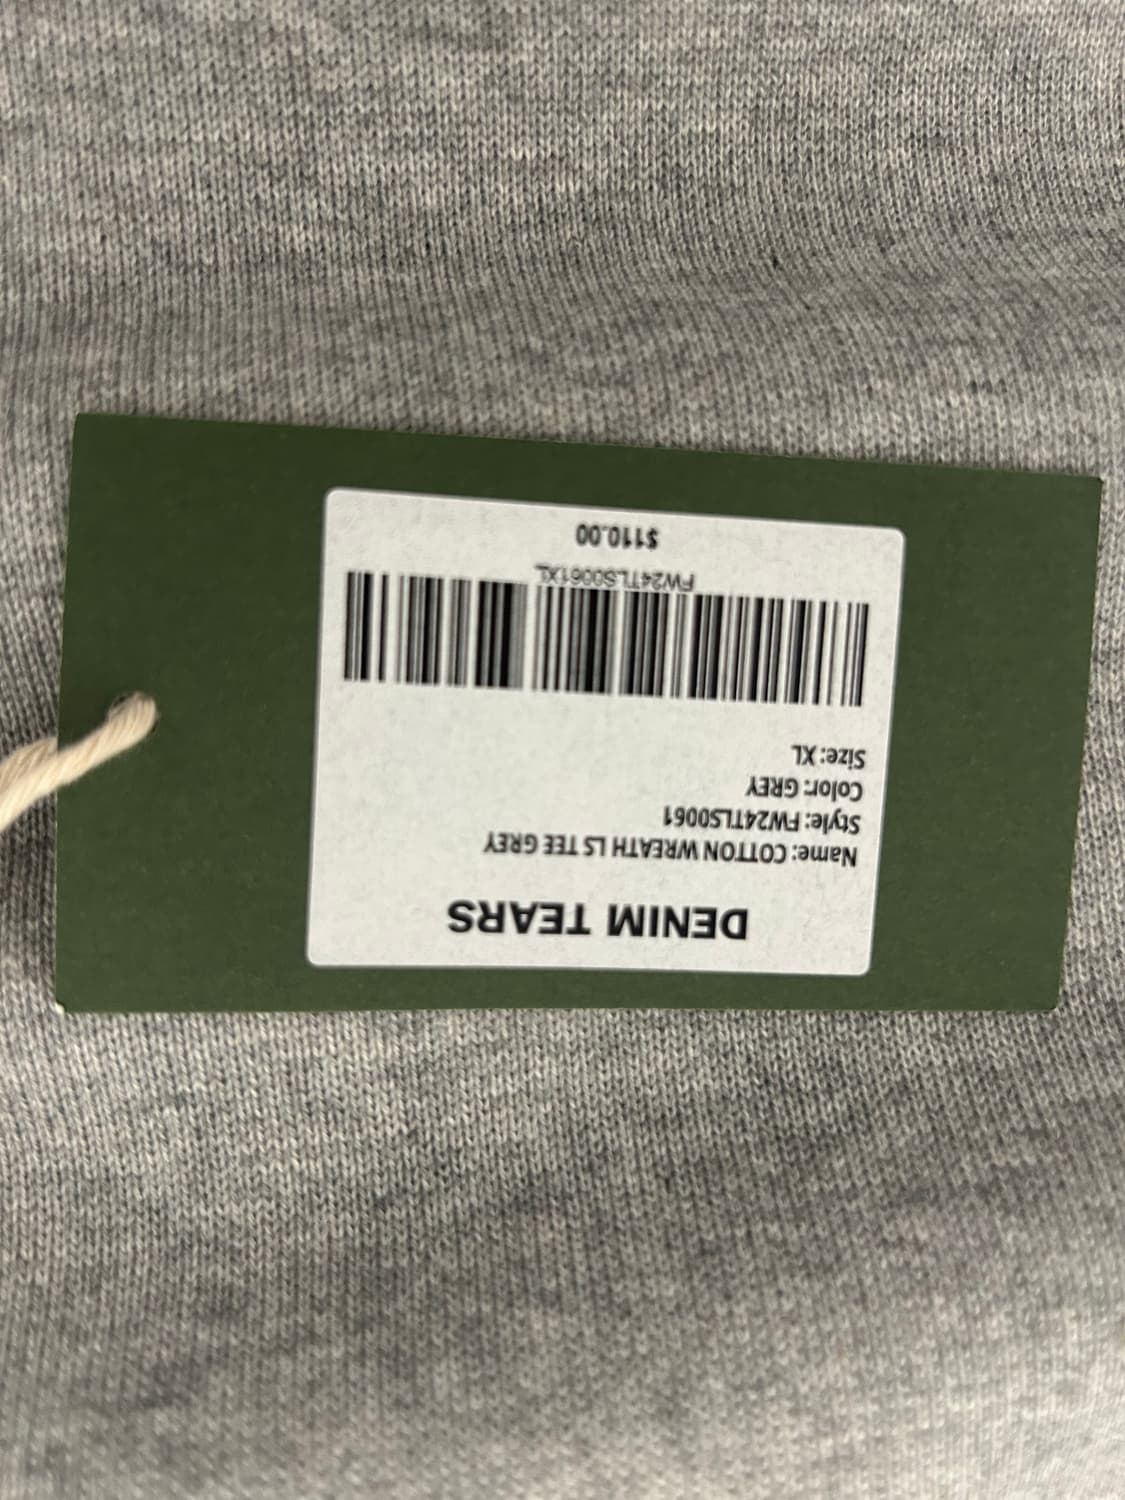 DENIM TEARS
Name: COTTON WREATH LS TEE GREY
Style: FW24TLS0061
Color: GREY
Size: XL
FW24TLS0061XL
$110.00